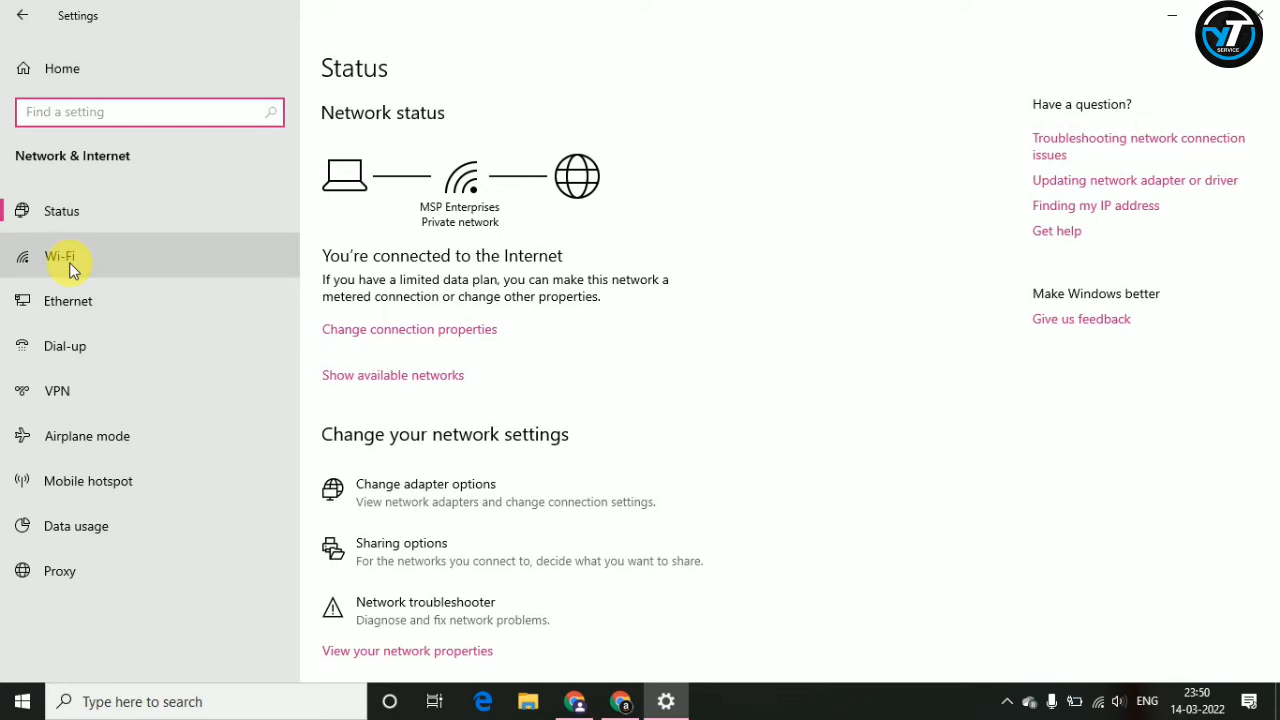 Settings
YT
SERVICE
Home
Find a setting
Network & Internet
Status
Wi-Fi
Ethernet
Dial-up
VPN
Airplane mode
Mobile hotspot
Data usage
Proxy
Status
Network status
MSP Enterprises
Private network
You're connected to the Internet
If you have a limited data plan, you can make this network a
metered connection or change other properties.
Change connection properties
Show available networks
Change your network settings
Change adapter options
View network adapters and change connection settings.
Sharing options
For the networks you connect to, decide what you want to share.
Network troubleshooter
Diagnose and fix network problems.
View your network properties
Have a question?
Troubleshooting network connection
issues
Updating network adapter or driver
Finding my IP address
Get help
Make Windows better
Give us feedback
Type here to search
a
ENG
23:50
14-03-2022